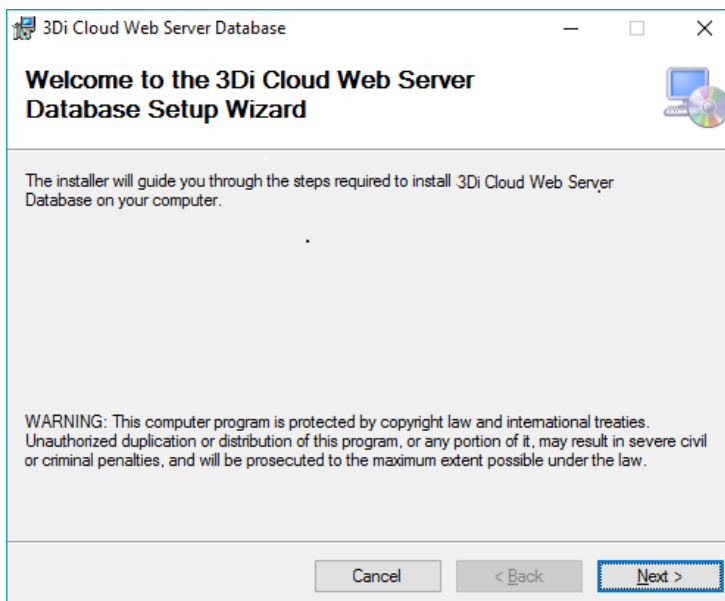 3Di Cloud Web Server Database
Welcome to the 3Di Cloud Web Server
Database Setup Wizard
The installer will guide you through the steps required to install 3Di Cloud Web Server
Database on your computer.
WARNING: This computer program is protected by copyright law and international treaties.
Unauthorized duplication or distribution of this program, or any portion of it, may result in severe civil
or criminal penalties, and will be prosecuted to the maximum extent possible under the law.
Cancel < Back Next >